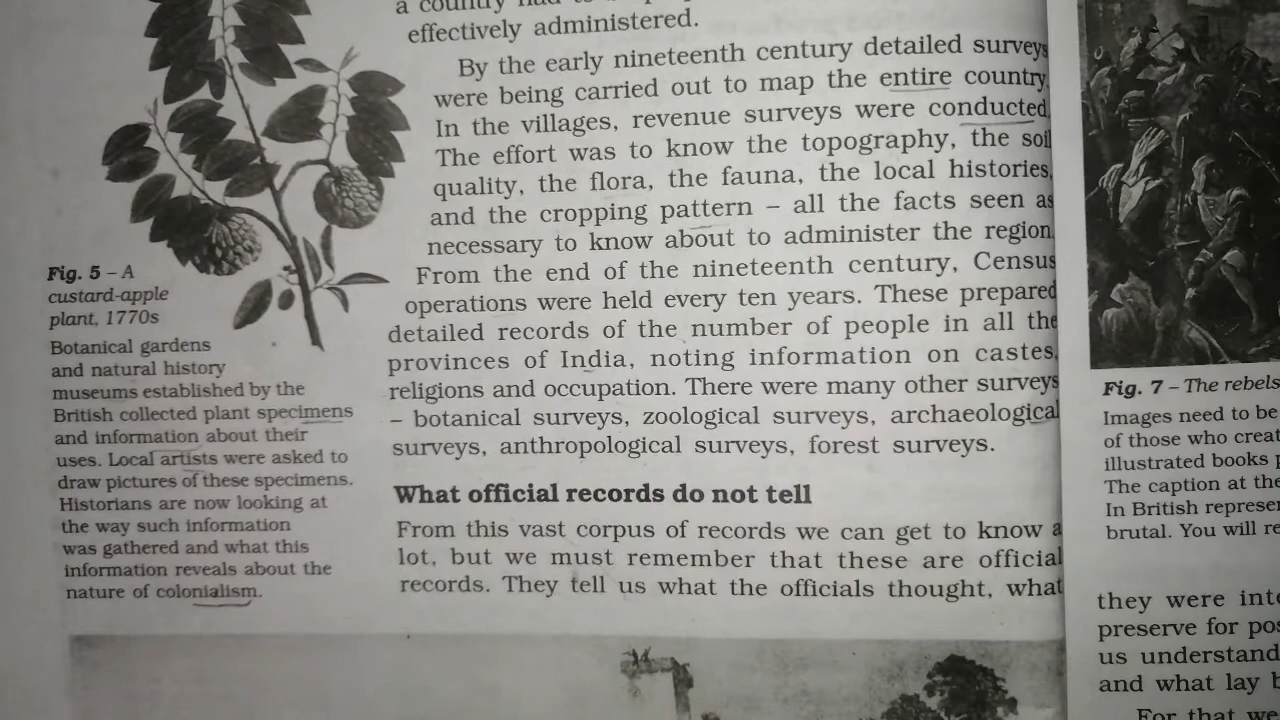 a country had to
effectively administered.
By the early nineteenth century detailed surveys
were being carried out to map the entire country.
In the villages, revenue surveys were conducted.
The effort was to know the topography, the soil
quality, the flora, the fauna, the local histories,
and the cropping pattern – all the facts seen as
necessary to know about to administer the region.
From the end of the nineteenth century, Census
operations were held every ten years. These prepared
detailed records of the number of people in all the
provinces of India, noting information on castes,
religions and occupation. There were many other surveys
– botanical surveys, zoological surveys, archaeological
surveys, anthropological surveys, forest surveys.
What official records do not tell
From this vast corpus of records we can get to know a
lot, but we must remember that these are official
records. They tell us what the officials thought, what
Fig. 5 – A
custard-apple
plant, 1770s
Botanical gardens
and natural history
museums established by the
British collected plant specimens
and information about their
uses. Local artists were asked to
draw pictures of these specimens.
Historians are now looking at
the way such information
was gathered and what this
information reveals about the
nature of colonialism.
Fig. 7 – The rebels
Images need to be
of those who creat
illustrated books
The caption at the
In British represen
brutal. You will re
they were inte
preserve for pos
us understand
and what lay b
For that we